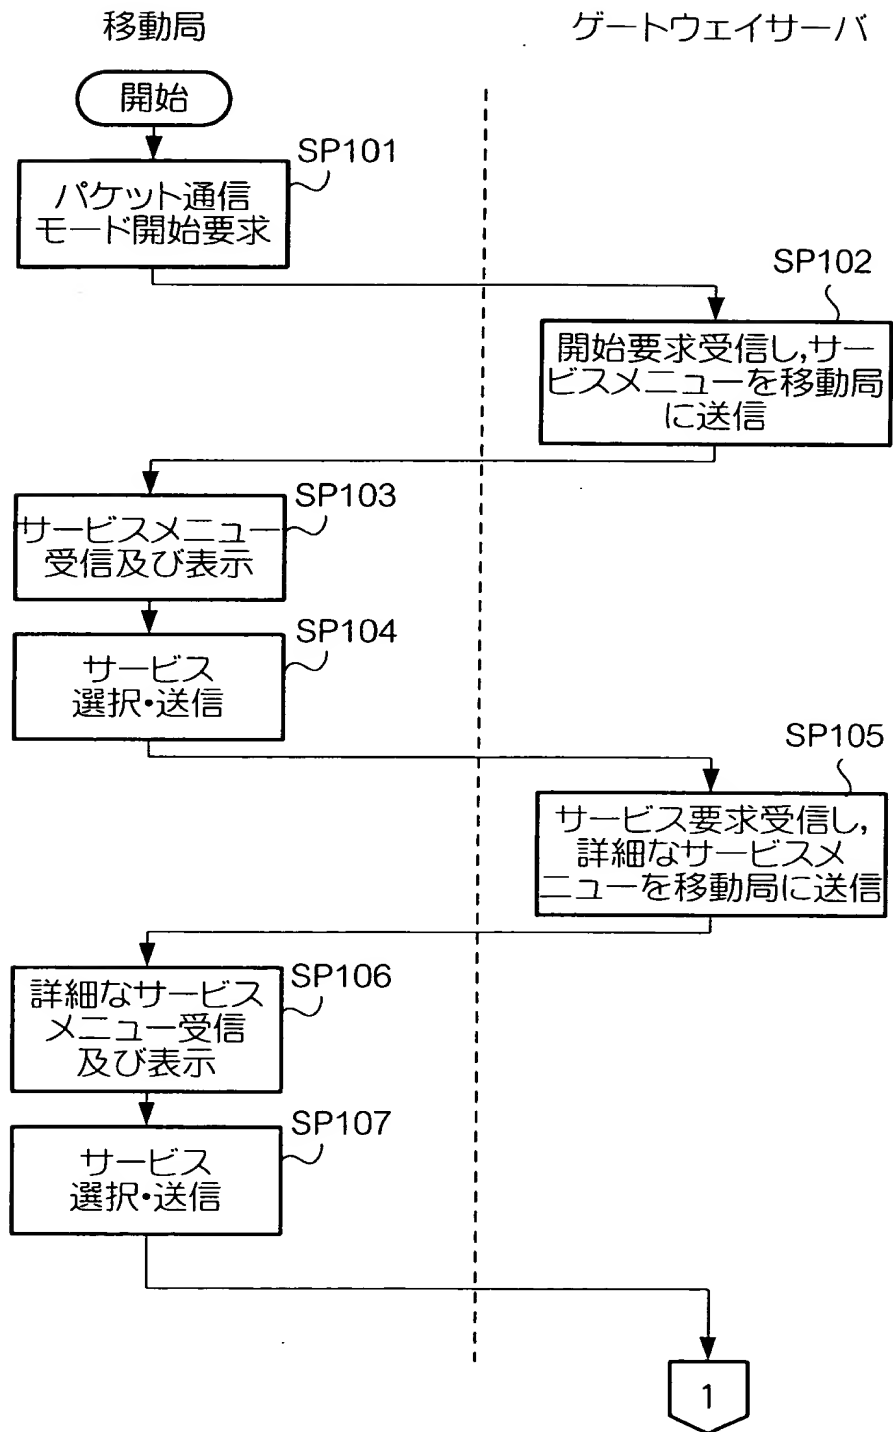 移動局
ゲートウェイサーバ
開始
SP101
パケット通信
モード開始要求
SP102
開始要求受信し,サー
ビスメニューを移動局
に送信
SP103
サービスメニュー
受信及び表示
SP104
サービス
選択・送信
SP105
サービス要求受信し,
詳細なサービスメ
ニューを移動局に送信
SP106
詳細なサービス
メニュー受信
及び表示
SP107
サービス
選択・送信
1